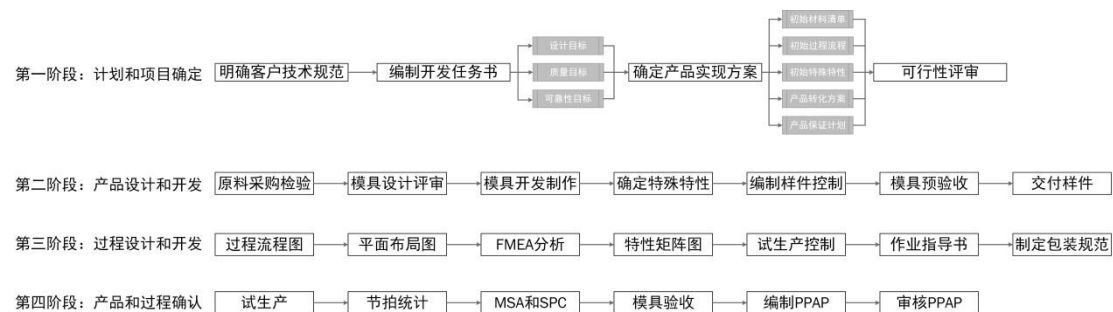 第一阶段：计划和项目确定
明确客户技术规范
编制开发任务书
设计目标
质量目标
可靠性目标
确定产品实现方案
初始材料清单
初始过程流程
初始特殊特性
产品转化方案
产品保证计划
可行性评审
第二阶段：产品设计和开发
原料采购检验
模具设计评审
模具开发制作
确定特殊特性
编制样件控制
模具预验收
交付样件
第三阶段：过程设计和开发
过程流程图
平面布局图
FMEA分析
特性矩阵图
试生产控制
作业指导书
制定包装规范
第四阶段：产品和过程确认
试生产
节拍统计
MSA和SPC
模具验收
编制PPAP
审核PPAP